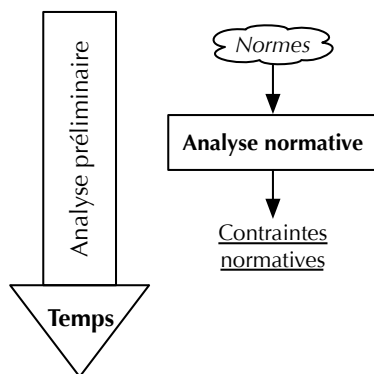 Analyse préliminaire
Temps
Normes
Analyse normative
Contraintes
normatives